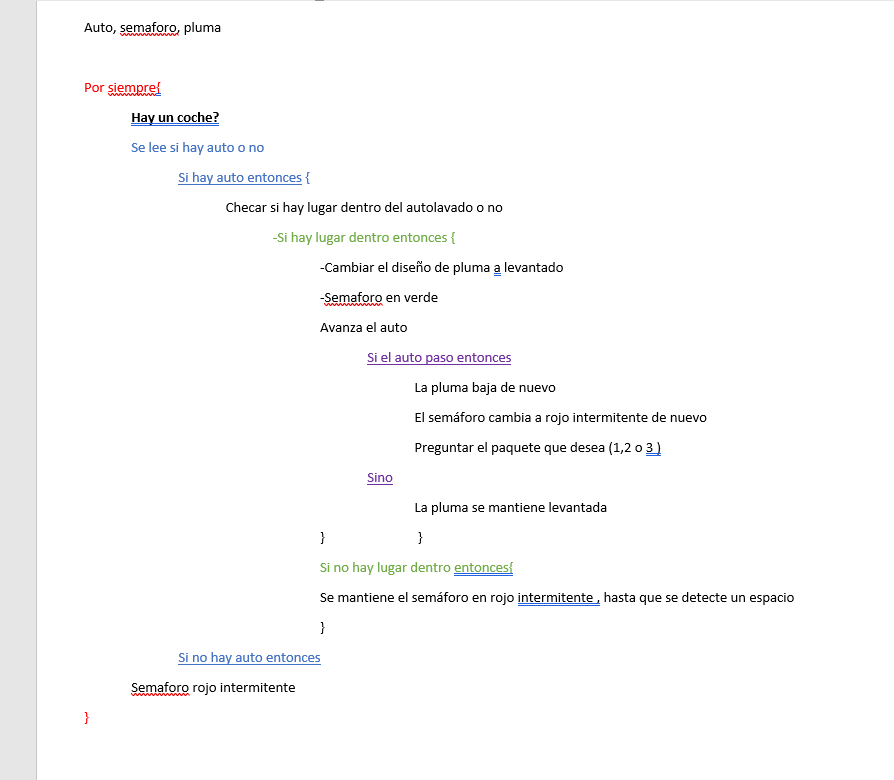 Auto, semaforo, pluma
Por siempre{
Hay un coche?
Se lee si hay auto o no
Si hay auto entonces {
Checar si hay lugar dentro del autolavado o no
-Si hay lugar dentro entonces {
-Cambiar el diseño de pluma a levantado
-Semaforo en verde
Avanza el auto
Si el auto paso entonces
La pluma baja de nuevo
El semáforo cambia a rojo intermitente de nuevo
Preguntar el paquete que desea (1,2 o 3 )
Sino
La pluma se mantiene levantada
} }
Si no hay lugar dentro entonces{
Se mantiene el semáforo en rojo intermitente , hasta que se detecte un espacio
}
Si no hay auto entonces
Semaforo rojo intermitente
}